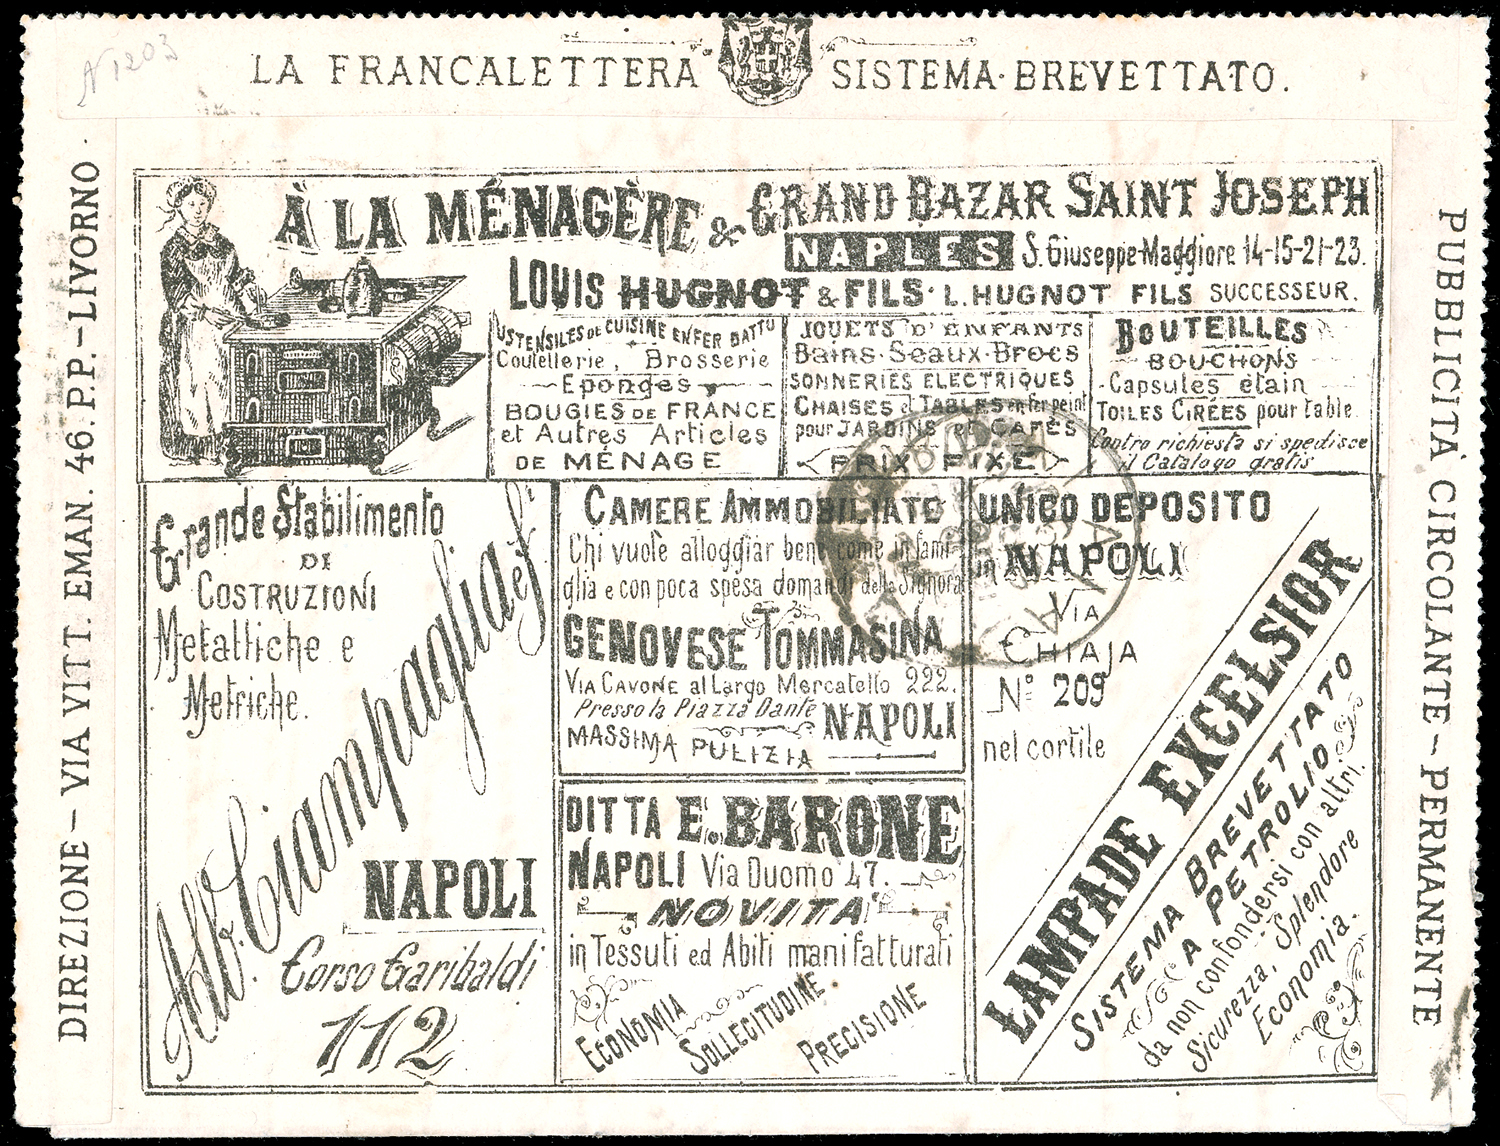 N 1203
LA FRANCALETTERA SISTEMA·BREVETTATO.
DIREZIONE – VIA VITT. EMAN. 46. P.P. – LIVORNO·
À LA MÉNAGÈRE & GRAND BAZAR SAINT JOSEPH
NAPLES S. Giuseppe-Maggiore 14-15-21-23.
LOUIS HUGNOT & FILS· L. HUGNOT FILS SUCCESSEUR.
USTENSILES DE CUISINE EN FER BATTU
Coutellerie, Brosserie
Eponges
BOUGIES DE FRANCE
et Autres Articles
DE MÉNAGE
JOUETS D'ENFANTS
Bains-Seaux-Brocs
SONNERIES ELECTRIQUES
CHAISES et TABLES en fer peint
pour JARDINS et CAFÉS
PRIX FIXE
BOUTEILLES
BOUCHONS
Capsules étain
TOILES CIRÉES pour table
Contro richiesta si spedisce
il Catalogo gratis
Grande Stabilimento
DI
COSTRUZIONI
Metalliche e
Metriche.
Alb. Ciampaglia e f.i
NAPOLI
Corso Garibaldi
112
CAMERE AMMOBILIATE
Chi vuole alloggiar bene come in fami-
glia e con poca spesa domandi della Signora
GENOVESE TOMMASINA
VIA CAVONE al Largo Mercatello 222.
Presso la Piazza Dante NAPOLI
MASSIMA PULIZIA
DITTA E. BARONE
NAPOLI Via Duomo 47.
NOVITA'
in Tessuti ed Abiti manifatturati
ECONOMIA
SOLLECITUDINE
PRECISIONE
UNICO DEPOSITO
in NAPOLI
VIA
CHIAJA
N° 209
nel cortile
LAMPADE EXCELSIOR
SISTEMA BREVETTATO
A PETROLIO
da non confondersi con altri.
Sicurezza, Splendore
Economia.
PUBBLICITÀ CIRCOLANTE – PERMANENTE